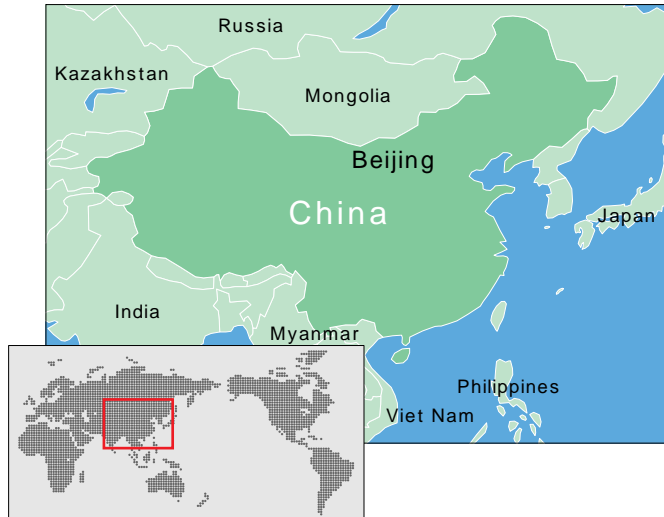 Russia
Kazakhstan
Mongolia
Beijing
China
Japan
India
Myanmar
Philippines
Viet Nam